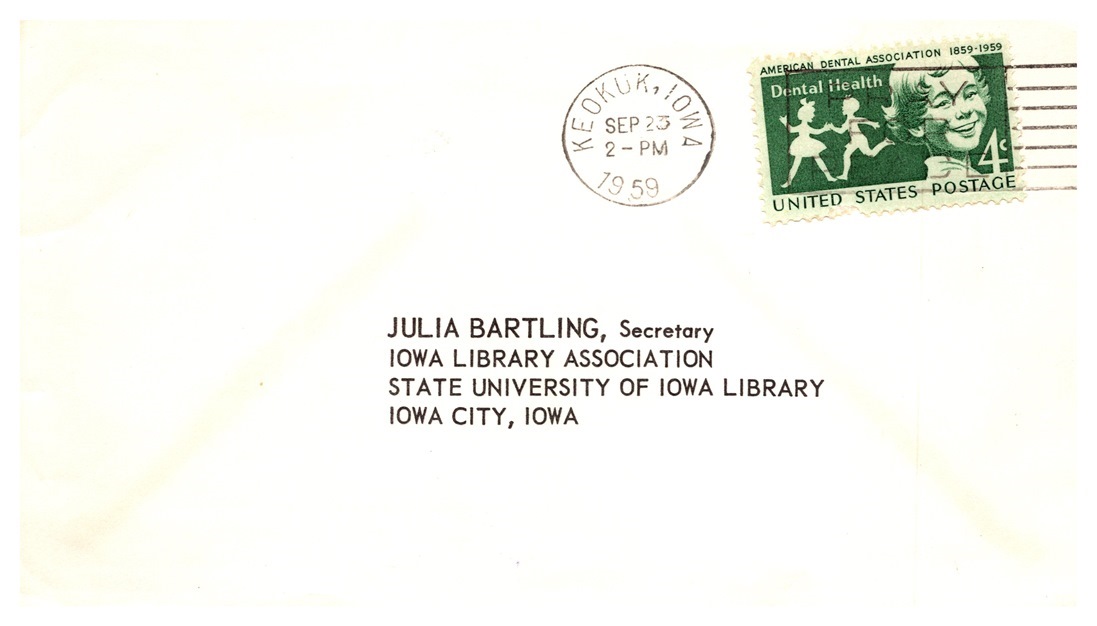 KEOKUK, IOWA
SEP 23
2 - PM
1959
AMERICAN DENTAL ASSOCIATION 1859-1959
Dental Health
4¢
UNITED STATES POSTAGE
JULIA BARTLING, Secretary
IOWA LIBRARY ASSOCIATION
STATE UNIVERSITY OF IOWA LIBRARY
IOWA CITY, IOWA